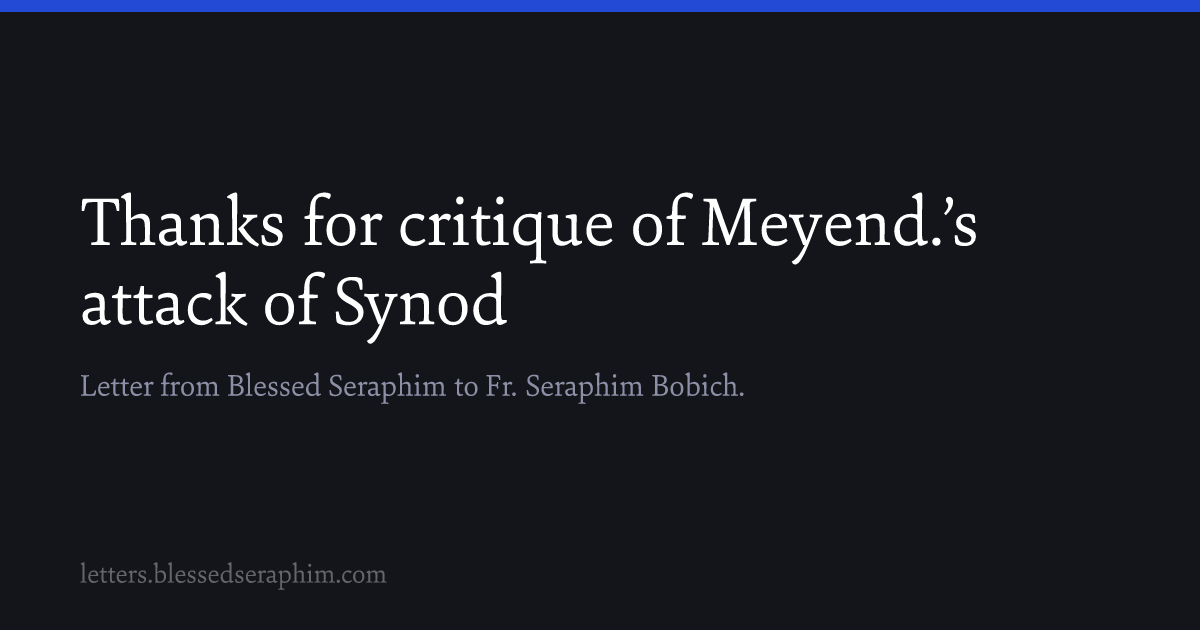 Thanks for critique of Meyend.’s
attack of Synod
Letter from Blessed Seraphim to Fr. Seraphim Bobich.
letters.blessedseraphim.com